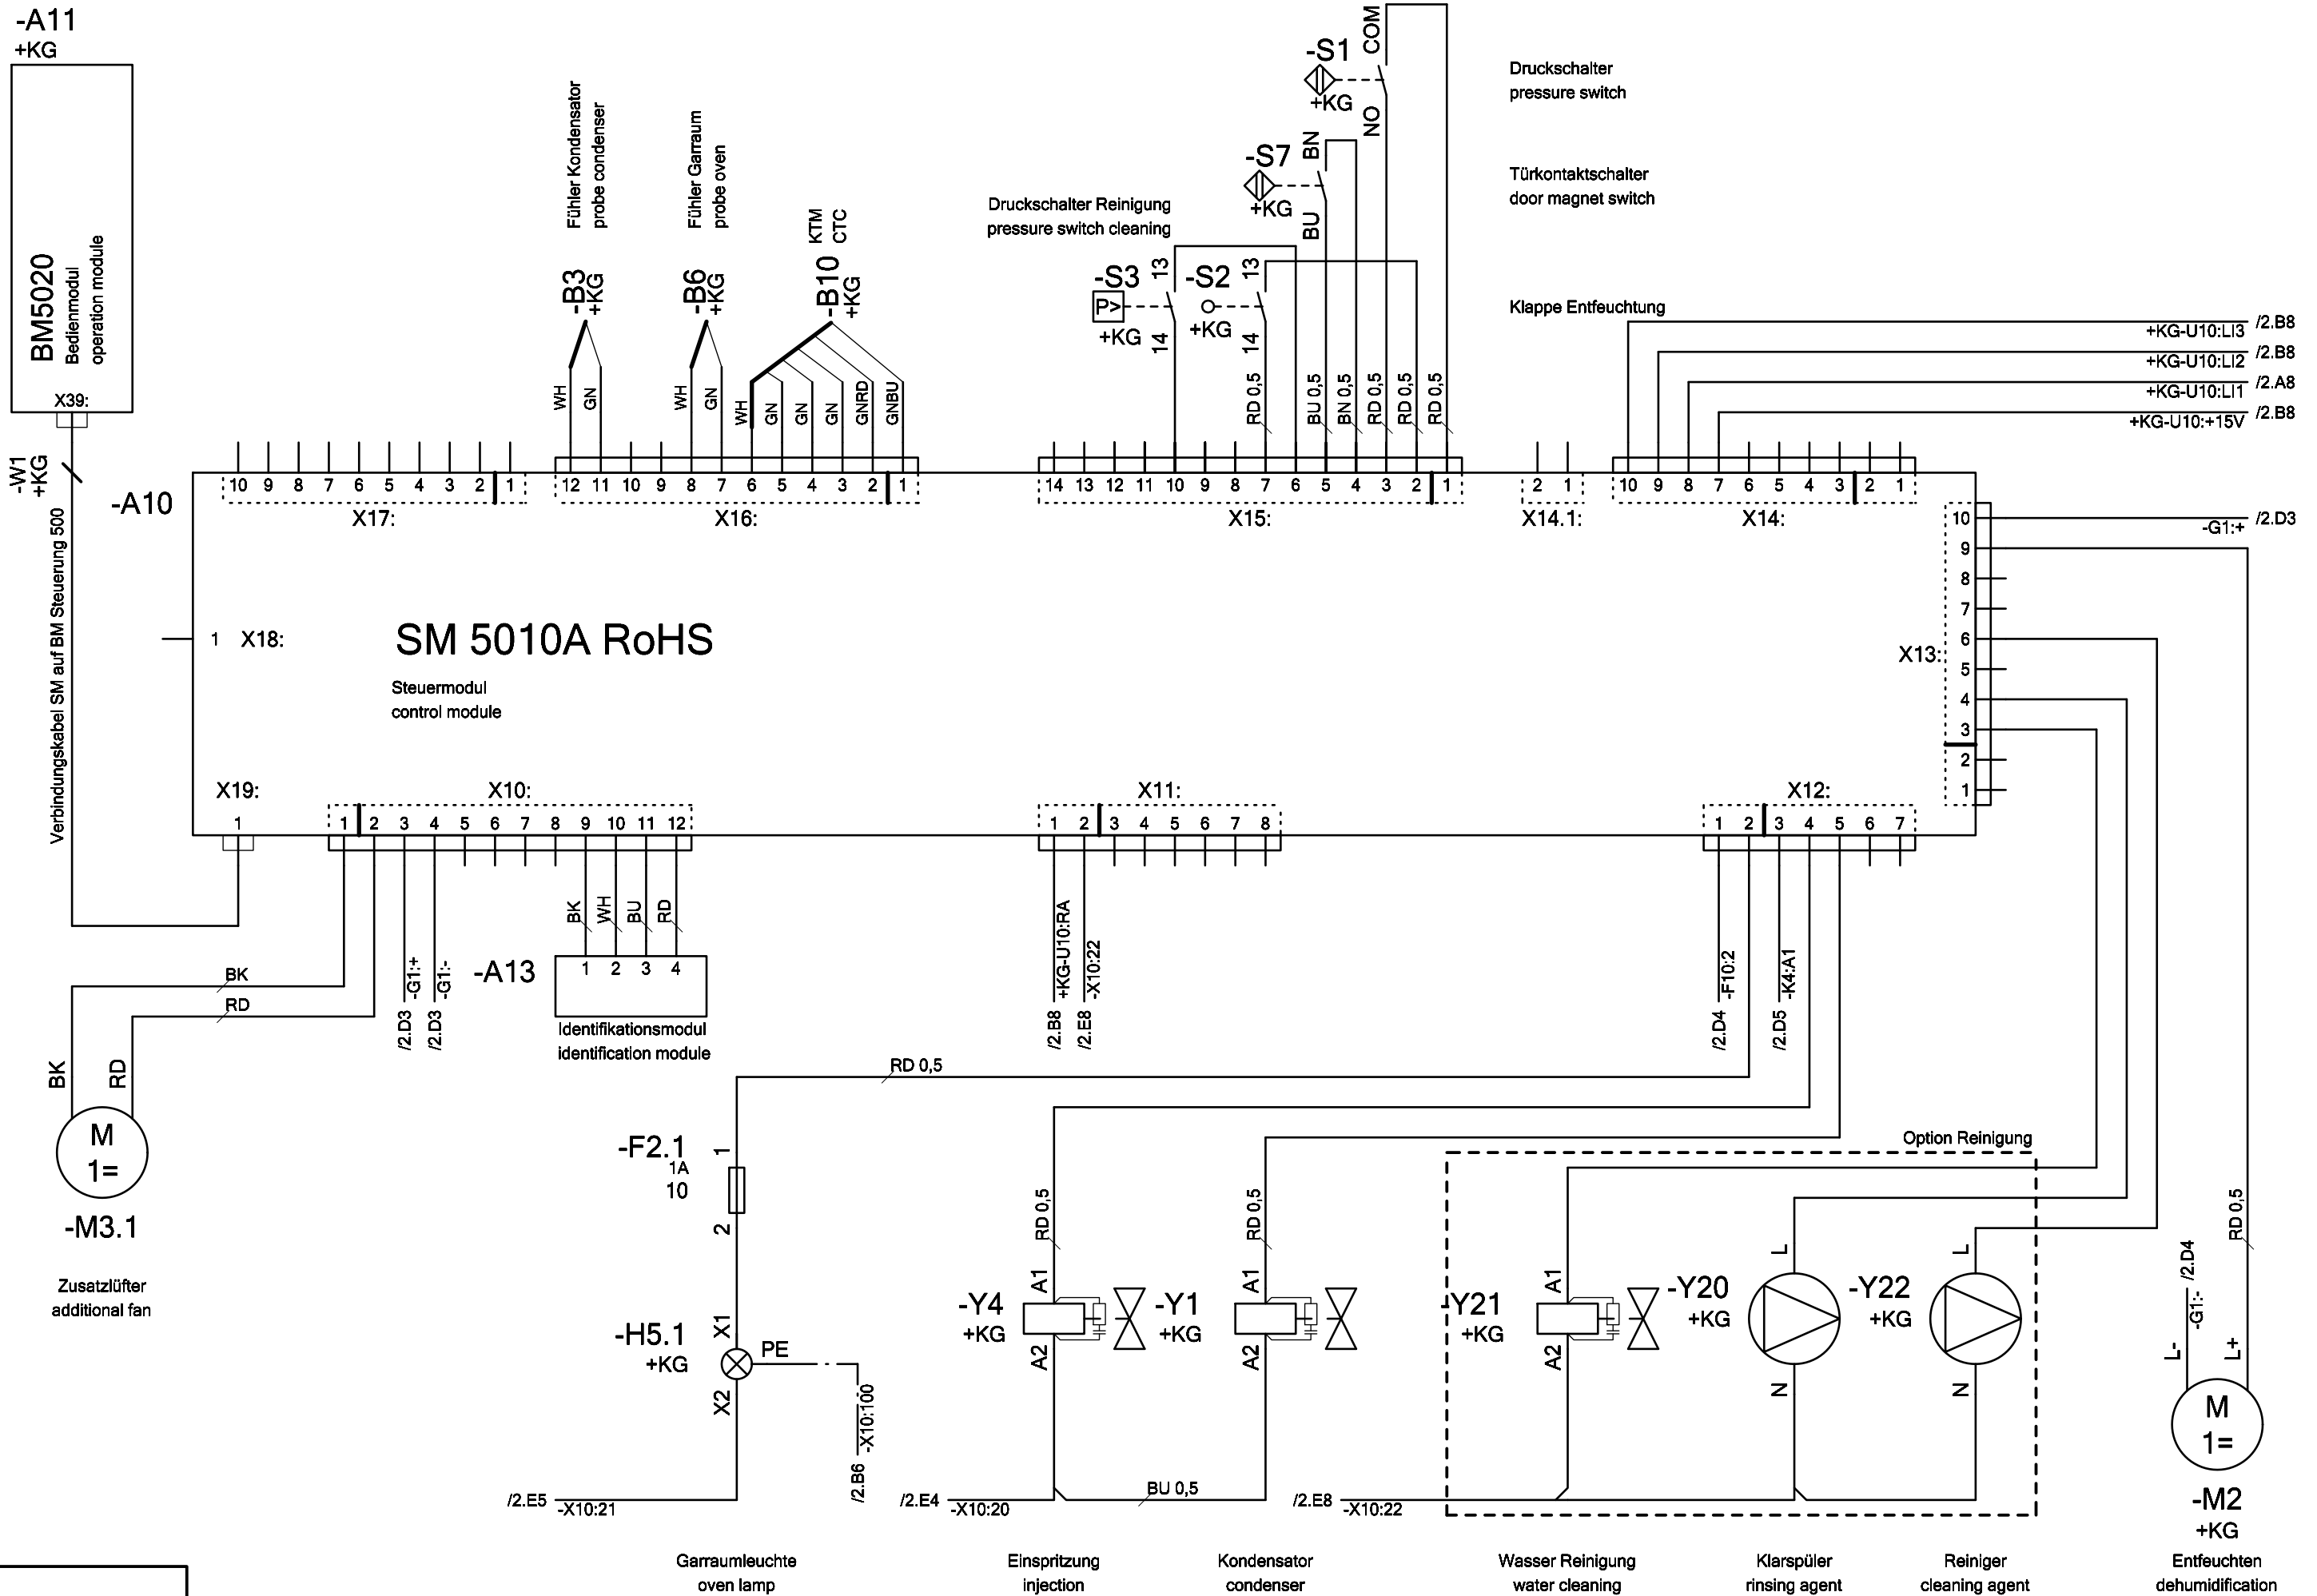 -A11
+KG
BM5020
Bedienmodul
operation module
X39:
-W1
+KG
Verbindungskabel SM auf BM Steuerung 500
Fühler Kondensator
probe condenser
-B3
+KG
WH
GN
Fühler Garraum
probe oven
-B6
+KG
WH
GN
KTM
CTC
-B10
+KG
WH
GN
GN
GN
GNRD
GNBU
Druckschalter Reinigung
pressure switch cleaning
-S3
P>
+KG
13
14
-S2
+KG
13
14
-S7
+KG
BN
BU
-S1
+KG
COM
NO
RD 0,5
BU 0,5
BN 0,5
RD 0,5
RD 0,5
RD 0,5
Druckschalter
pressure switch
Türkontaktschalter
door magnet switch
Klappe Entfeuchtung
+KG-U10:LI3 /2.B8
+KG-U10:LI2 /2.B8
+KG-U10:LI1 /2.A8
+KG-U10:+15V /2.B8
-A10
10 9 8 7 6 5 4 3 2 1
X17:
12 11 10 9 8 7 6 5 4 3 2 1
X16:
14 13 12 11 10 9 8 7 6 5 4 3 2 1
X15:
2 1
X14.1:
10 9 8 7 6 5 4 3 2 1
X14:
-G1:+ /2.D3
10
9
8
7
6
5
4
3
2
1
X13:
1 X18:
SM 5010A RoHS
Steuermodul
control module
X19:
1
X10:
1 2 3 4 5 6 7 8 9 10 11 12
X11:
1 2 3 4 5 6 7 8
X12:
1 2 3 4 5 6 7
BK
RD
BK
RD
M
1=
-M3.1
Zusatzlüfter
additional fan
/2.D3 -G1:+
/2.D3 -G1:-
BK
WH
BU
RD
-A13
1 2 3 4
Identifikationsmodul
identification module
/2.B8 +KG-U10:RA
/2.E8 -X10:22
/2.D4 -F10:2
/2.D5 -K4:A1
RD 0,5
-F2.1
1A
10
1
2
-H5.1
+KG
X1
X2
PE
/2.B6 -X10:100
/2.E5 -X10:21
Garraumleuchte
oven lamp
RD 0,5
-Y4
+KG
A1
A2
/2.E4 -X10:20
Einspritzung
injection
RD 0,5
-Y1
+KG
A1
A2
BU 0,5
Kondensator
condenser
Option Reinigung
-Y21
+KG
A1
A2
/2.E8 -X10:22
Wasser Reinigung
water cleaning
-Y20
+KG
L
N
Klarspüler
rinsing agent
-Y22
+KG
L
N
Reiniger
cleaning agent
RD 0,5
-G1:- /2.D4
L-
L+
M
1=
-M2
+KG
Entfeuchten
dehumidification